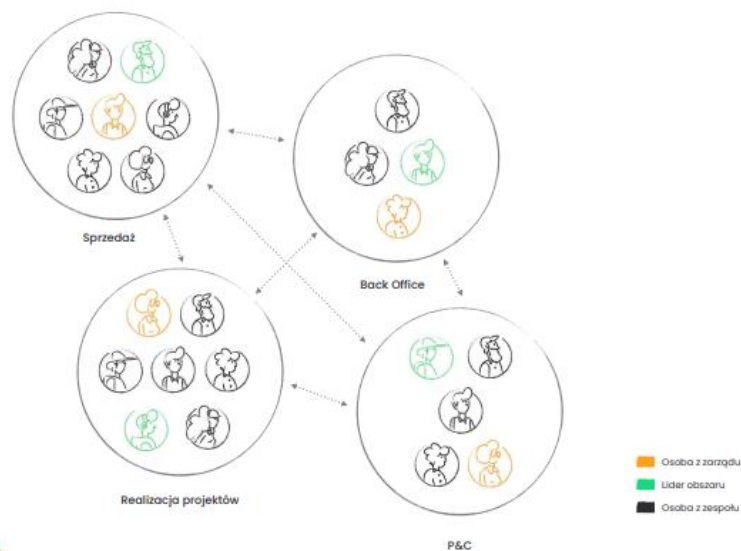 Sprzedaż
Back Office
Realizacja projektów
P&C
Osoba z zarządu
Lider obszaru
Osoba z zespołu